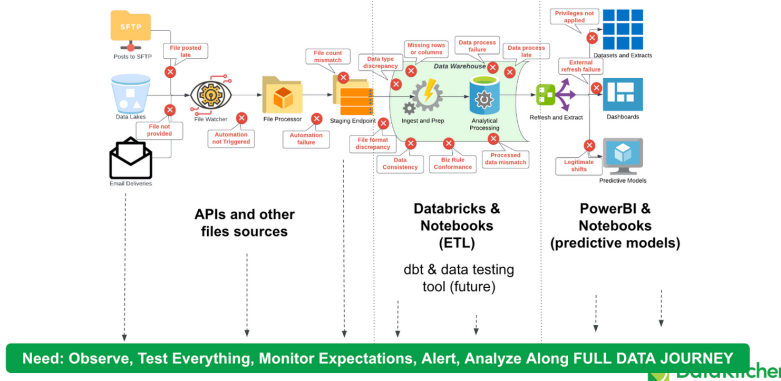 SFTP
Posts to SFTP
File posted
late
Data Lakes
File not
provided
Email Deliveries
File Watcher
Automation
not Triggered
File Processor
Automation
failure
File count
mismatch
Staging Endpoint
Data type
discrepancy
Missing rows
or columns
Data process
failure
Data process
late
Data Warehouse
Ingest and Prep
Analytical
Processing
File format
discrepancy
Data
Consistency
Biz Rule
Conformance
Processed
data mismatch
Refresh and Extract
Privileges not
applied
Datasets and Extracts
External
refresh failure
Dashboards
Legitimate
shifts
Predictive Models
APIs and other
files sources
Databricks &
Notebooks
(ETL)
dbt & data testing
tool (future)
PowerBI &
Notebooks
(predictive models)
Need: Observe, Test Everything, Monitor Expectations, Alert, Analyze Along FULL DATA JOURNEY
DataKitchen